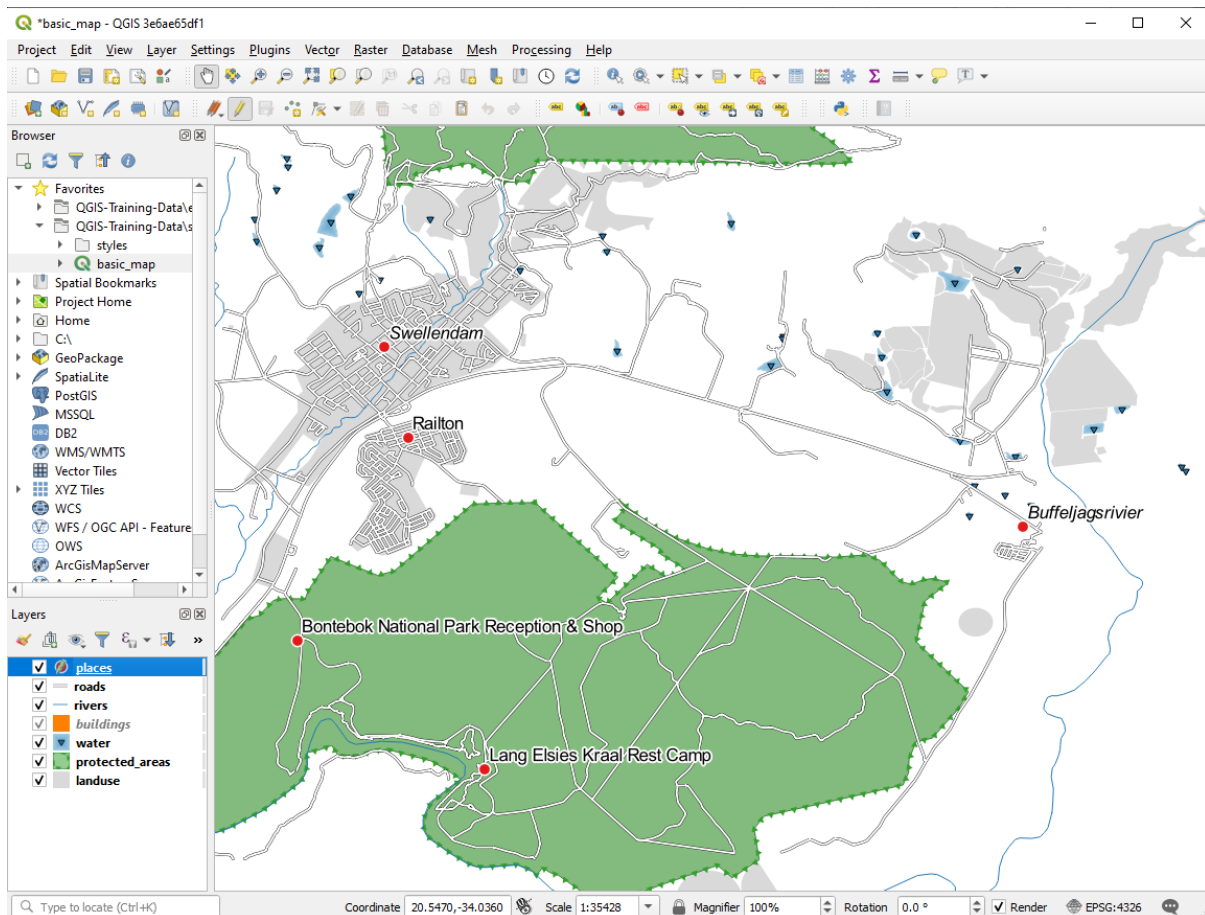 *basic_map - QGIS 3e6ae65df1
Project Edit View Layer Settings Plugins Vector Raster Database Mesh Processing Help
Browser
Favorites
QGIS-Training-Data\e
QGIS-Training-Data\s
styles
basic_map
Spatial Bookmarks
Project Home
Home
C:\
GeoPackage
SpatiaLite
PostGIS
MSSQL
DB2
WMS/WMTS
Vector Tiles
XYZ Tiles
WCS
WFS / OGC API - Feature
OWS
ArcGisMapServer
Layers
places
roads
rivers
buildings
water
protected_areas
landuse
Swellendam
Railton
Buffeljagsrivier
Bontebok National Park Reception & Shop
Lang Elsies Kraal Rest Camp
Type to locate (Ctrl+K) Coordinate 20.5470,-34.0360 Scale 1:35428 Magnifier 100% Rotation 0.0 ° Render EPSG:4326